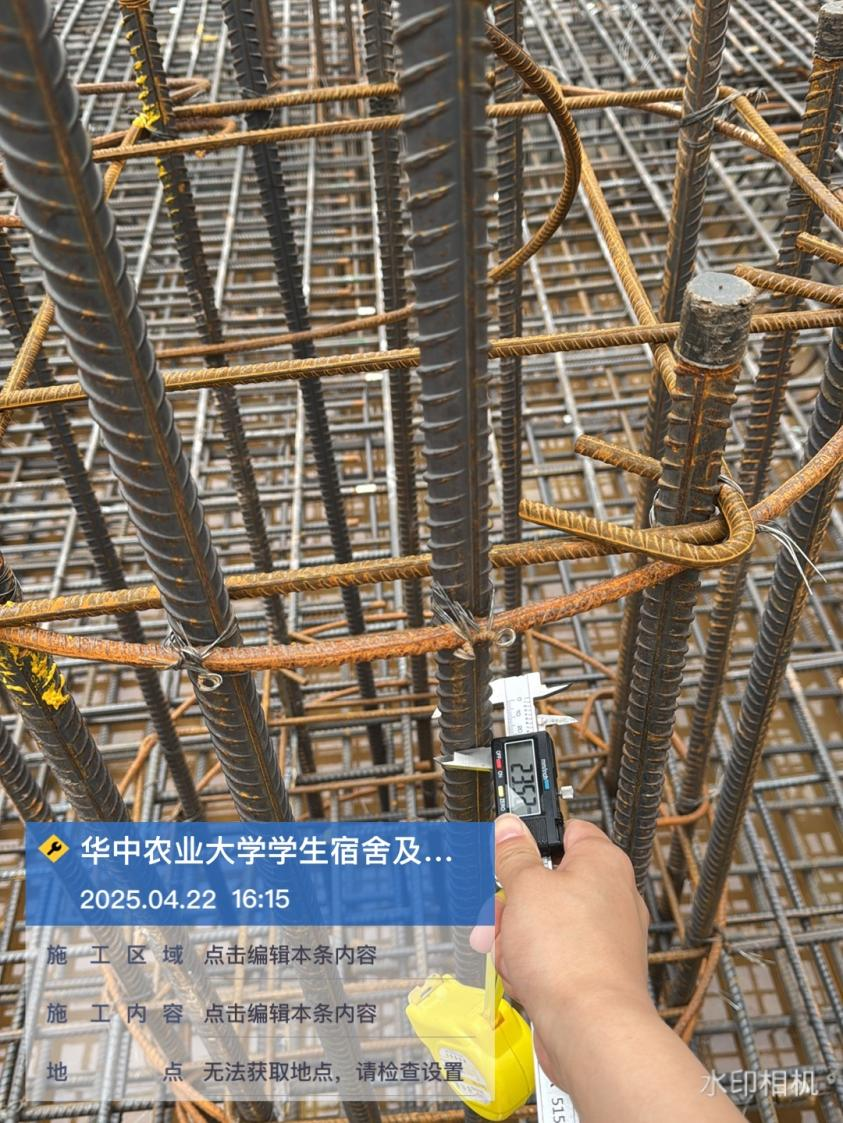 华中农业大学学生宿舍及...
2025.04.22 16:15
施工区域 点击编辑本条内容
施工内容 点击编辑本条内容
地点 无法获取地点，请检查设置
水印相机
515